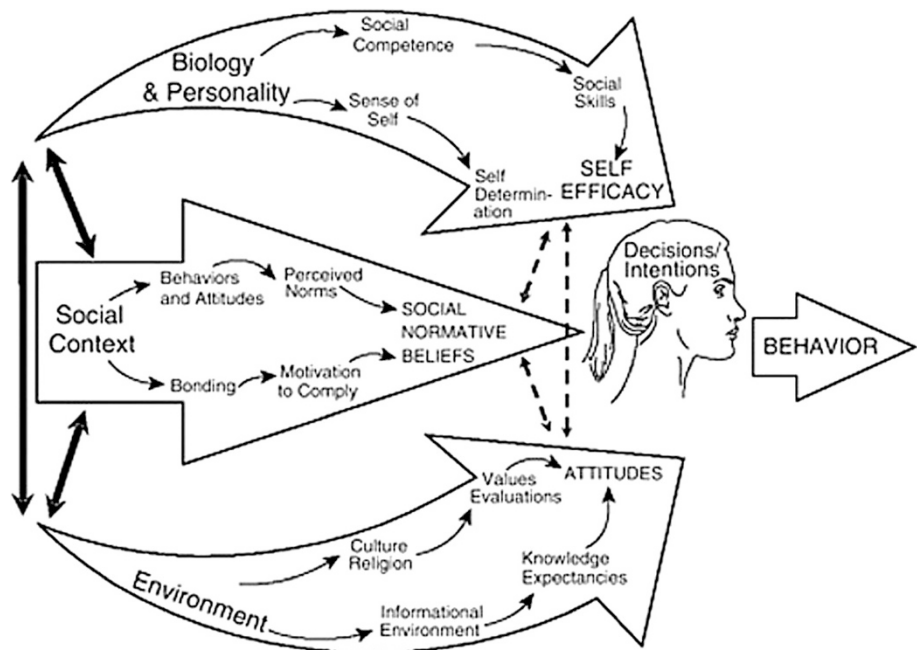 Biology
& Personality
Social
Competence
Social
Skills
Sense of
Self
Self
Determin-
ation
SELF
EFFICACY
Social
Context
Behaviors
and Attitudes
Perceived
Norms
SOCIAL
NORMATIVE
BELIEFS
Bonding
Motivation
to Comply
Decisions/
Intentions
BEHAVIOR
Environment
Culture
Religion
Values
Evaluations
ATTITUDES
Informational
Environment
Knowledge
Expectancies